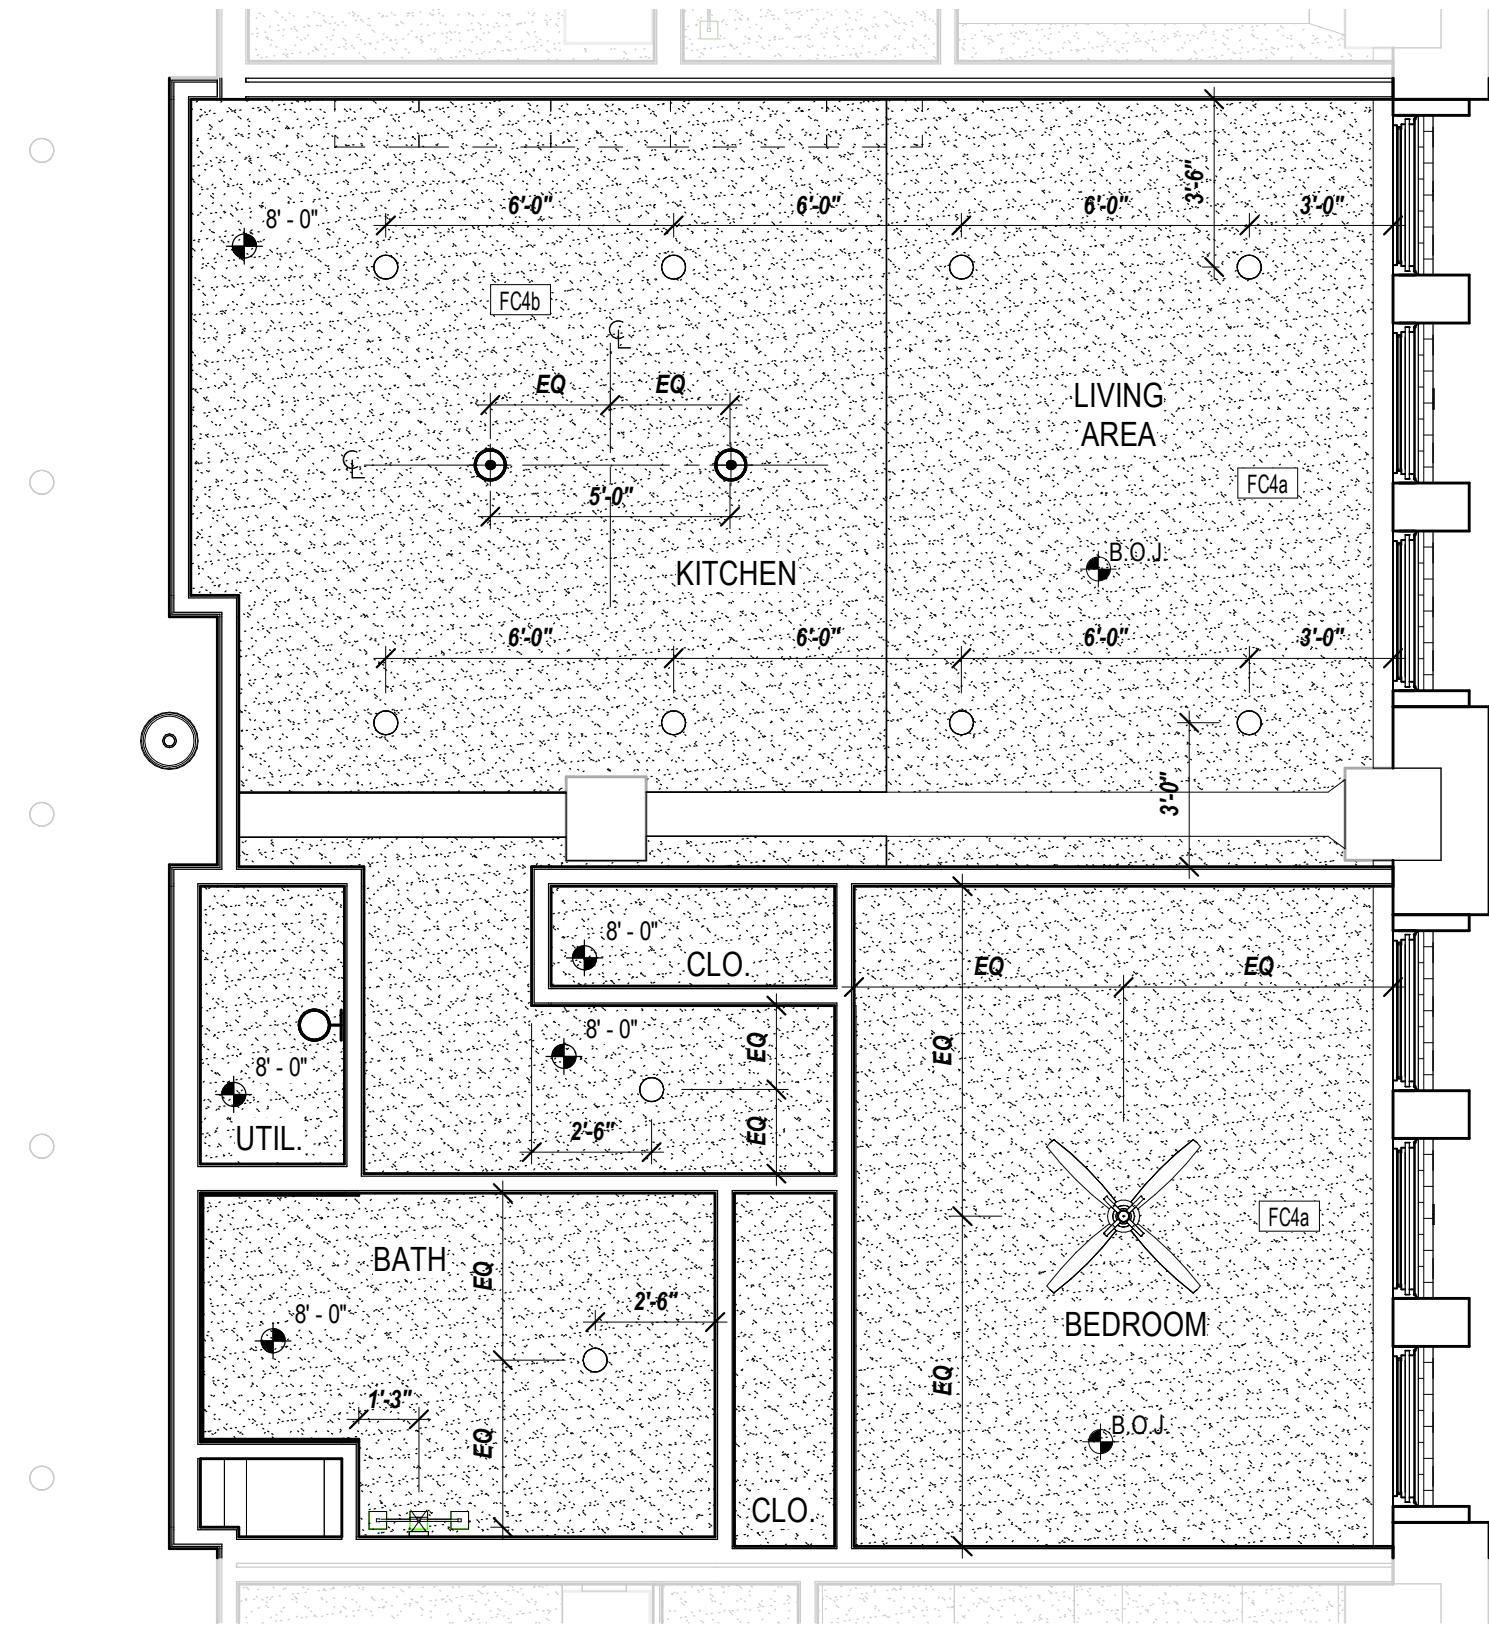 3'-6"
6'-0"
6'-0"
6'-0"
3'-0"
8' - 0"
FC4b
EQ
EQ
LIVING
AREA
5'-0"
FC4a
B.O.J.
KITCHEN
6'-0"
6'-0"
6'-0"
3'-0"
3'-0"
8' - 0"
CLO.
EQ
EQ
8' - 0"
EQ
EQ
8' - 0"
UTIL.
2'-6"
EQ
BATH
EQ
FC4a
8' - 0"
2'-6"
BEDROOM
1'-3"
EQ
EQ
B.O.J.
CLO.